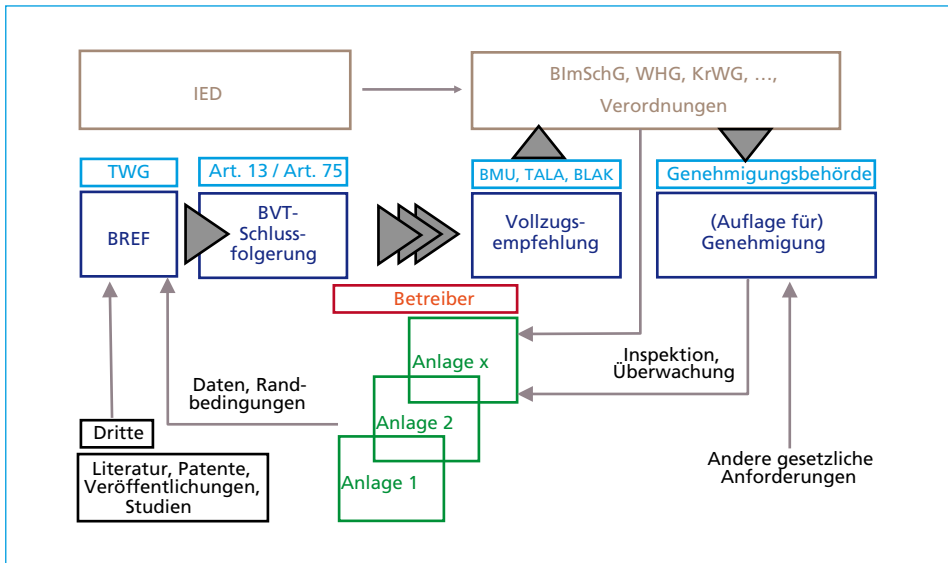 IED
BImSchG, WHG, KrWG, …,
Verordnungen
TWG
Art. 13 / Art. 75
BMU, TALA, BLAK
Genehmigungsbehörde
BREF
BVT-
Schluss-
folgerung
Vollzugs-
empfehlung
(Auflage für)
Genehmigung
Betreiber
Anlage x
Anlage 2
Anlage 1
Inspektion,
Überwachung
Daten, Rand-
bedingungen
Dritte
Literatur, Patente,
Veröffentlichungen,
Studien
Andere gesetzliche
Anforderungen